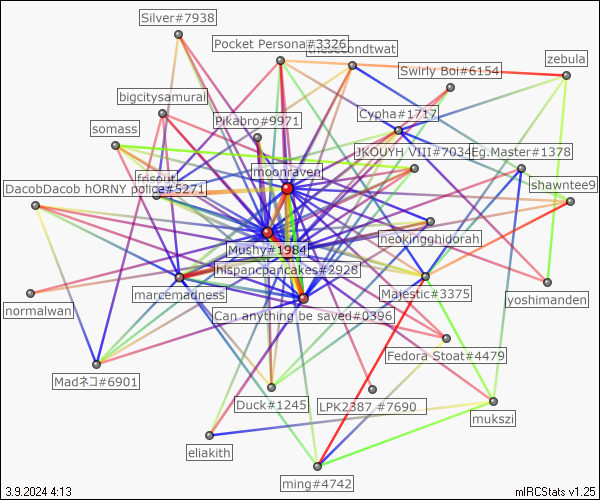 Silver#7938
Pocket Persona#3326
thesecondtwat
zebula
Swirly Boi#6154
bigcitysamurai
Cypha#1717
Pikabro#9971
somass
JKOUYH VIII#7034
Eg.Master#1378
moonraven
frisout
DacobDacob hORNY police#5271
shawntee9
neokingghidorah
Mushy#1984
hispancpancakes#2928
marcemadness
Majestic#3375
yoshimanden
normalwan
Can anything be saved#0396
Fedora Stoat#4479
Madネコ#6901
Duck#1245
LPK2387 #7690
mukszi
eliakith
ming#4742
3.9.2024 4:13
mIRCStats v1.25